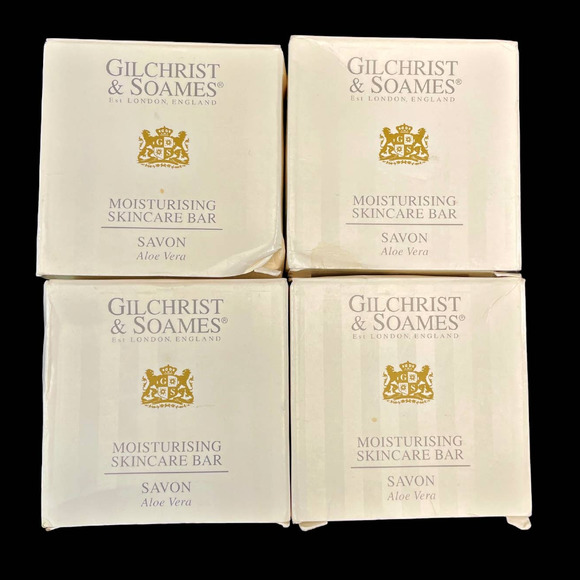 GILCHRIST
& SOAMES®
Est LONDON, ENGLAND
G S
MOISTURISING
SKINCARE BAR
SAVON
Aloe Vera
GILCHRIST
& SOAMES®
Est LONDON, ENGLAND
G S
MOISTURISING
SKINCARE BAR
SAVON
Aloe Vera
GILCHRIST
& SOAMES®
Est LONDON, ENGLAND
G S
MOISTURISING
SKINCARE BAR
SAVON
Aloe Vera
GILCHRIST
& SOAMES®
Est LONDON, ENGLAND
G S
MOISTURISING
SKINCARE BAR
SAVON
Aloe Vera